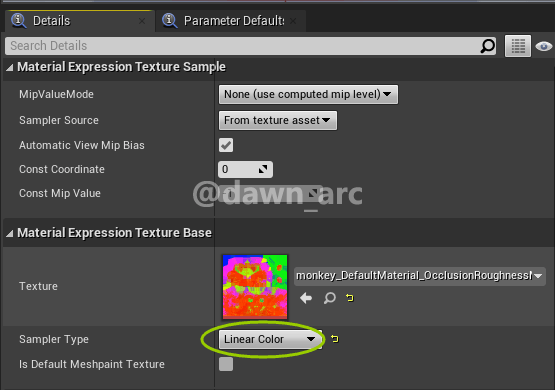 Details
Parameter Defaults
Search Details
Material Expression Texture Sample
MipValueMode
None (use computed mip level)
Sampler Source
From texture asset
Automatic View Mip Bias
Const Coordinate
0
Const Mip Value
@dawn_arc
Material Expression Texture Base
Texture
monkey_DefaultMaterial_OcclusionRoughness
Sampler Type
Linear Color
Is Default Meshpaint Texture